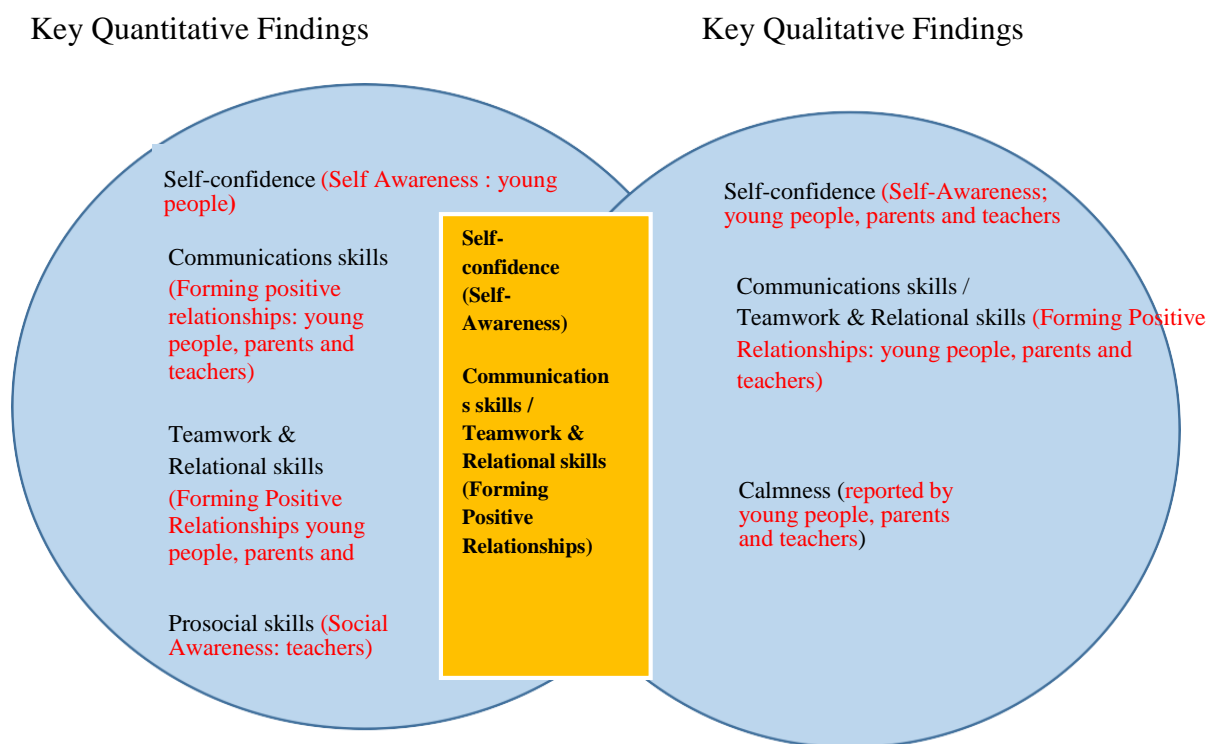 Key Quantitative Findings
Key Qualitative Findings
Self-confidence (Self Awareness : young
people)
Communications skills
(Forming positive
relationships: young
people, parents and
teachers)
Teamwork &
Relational skills
(Forming Positive
Relationships young
people, parents and
Prosocial skills (Social
Awareness: teachers)
Self-
confidence
(Self-
Awareness)
Communication
s skills /
Teamwork &
Relational skills
(Forming
Positive
Relationships)
Self-confidence (Self-Awareness;
young people, parents and teachers
Communications skills /
Teamwork & Relational skills (Forming Positive
Relationships: young people, parents and
teachers)
Calmness (reported by
young people, parents
and teachers)